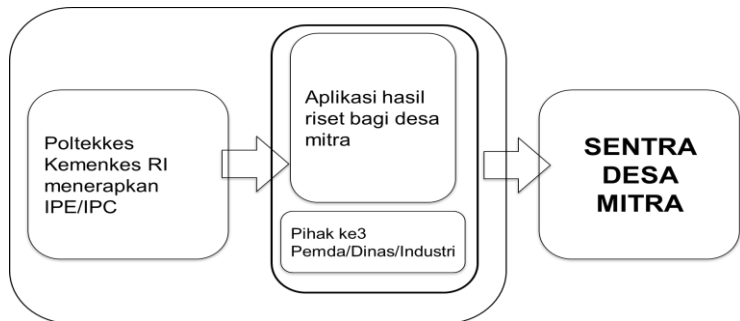 Poltekkes
Kemenkes RI
menerapkan
IPE/IPC
Aplikasi hasil
riset bagi desa
mitra
Pihak ke3
Pemda/Dinas/Industri
SENTRA
DESA
MITRA